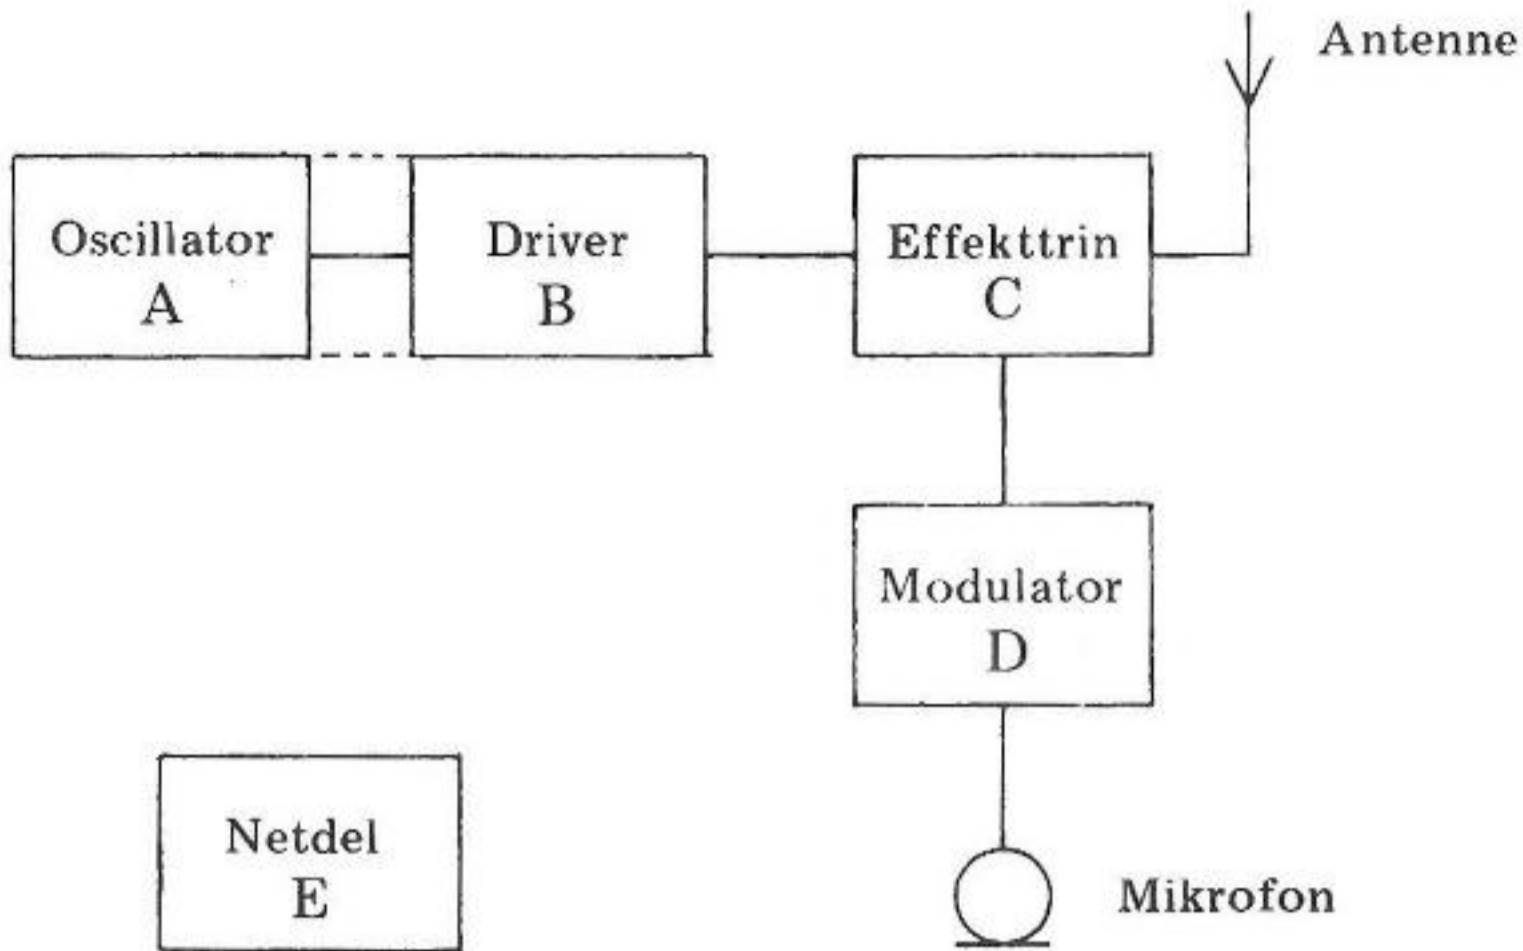 Antenne
Oscillator
A
Driver
B
Effekttrin
C
Modulator
D
Netdel
E
Mikrofon